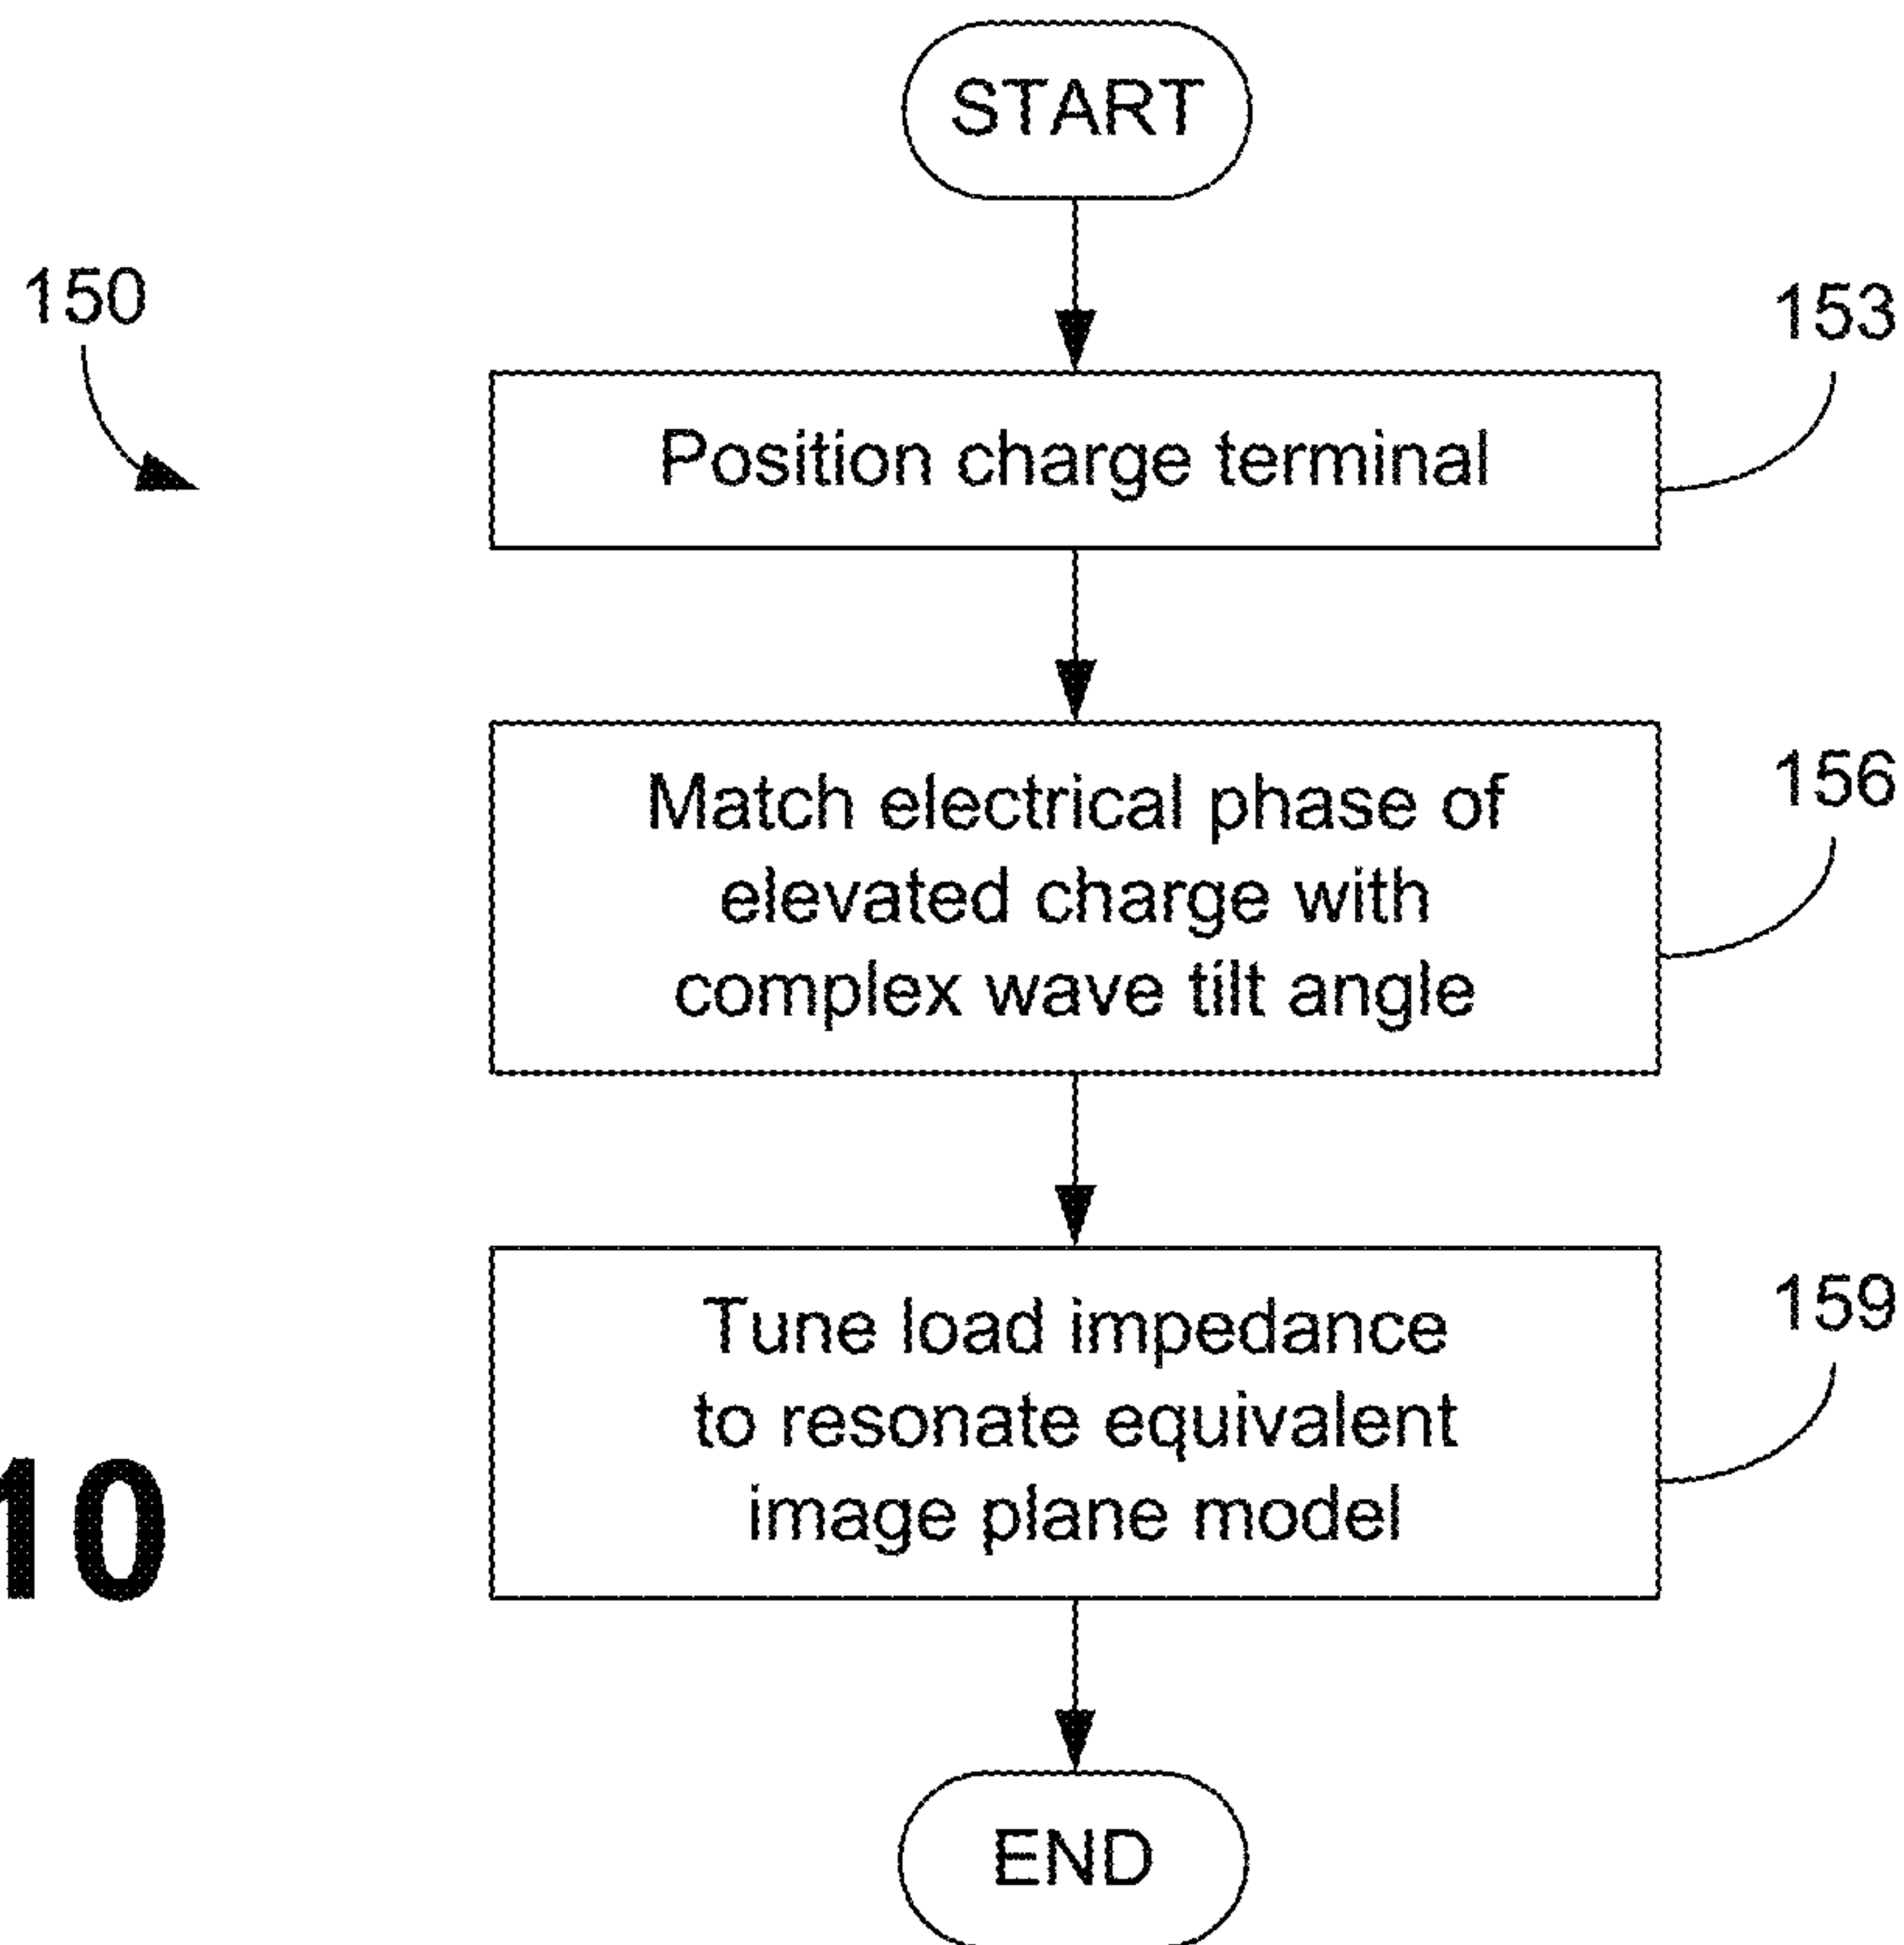 START
150
153
Position charge terminal
156
Match electrical phase of
elevated charge with
complex wave tilt angle
159
Tune load impedance
to resonate equivalent
image plane model
10
END